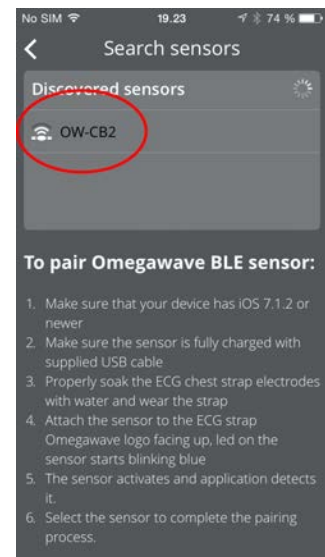 No SIM 19.23 74 %
Search sensors
Discovered sensors
OW-CB2
To pair Omegawave BLE sensor:
1. Make sure that your device has iOS 7.1.2 or
newer
2. Make sure the sensor is fully charged with
supplied USB cable
3. Properly soak the ECG chest strap electrodes
with water and wear the strap
4. Attach the sensor to the ECG strap
Omegawave logo facing up, led on the
sensor starts blinking blue
5. The sensor activates and application detects
it.
6. Select the sensor to complete the pairing
process.